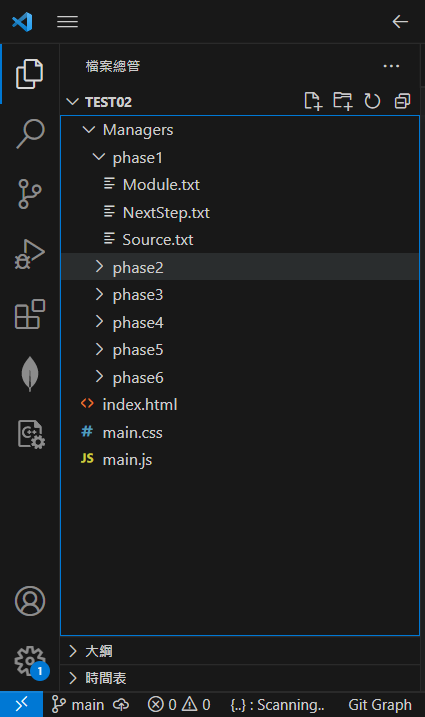 檔案總管
TEST02
Managers
phase1
Module.txt
NextStep.txt
Source.txt
phase2
phase3
phase4
phase5
phase6
<> index.html
# main.css
JS main.js
大綱
1
時間表
main 0 0 {..} : Scanning.. Git Graph